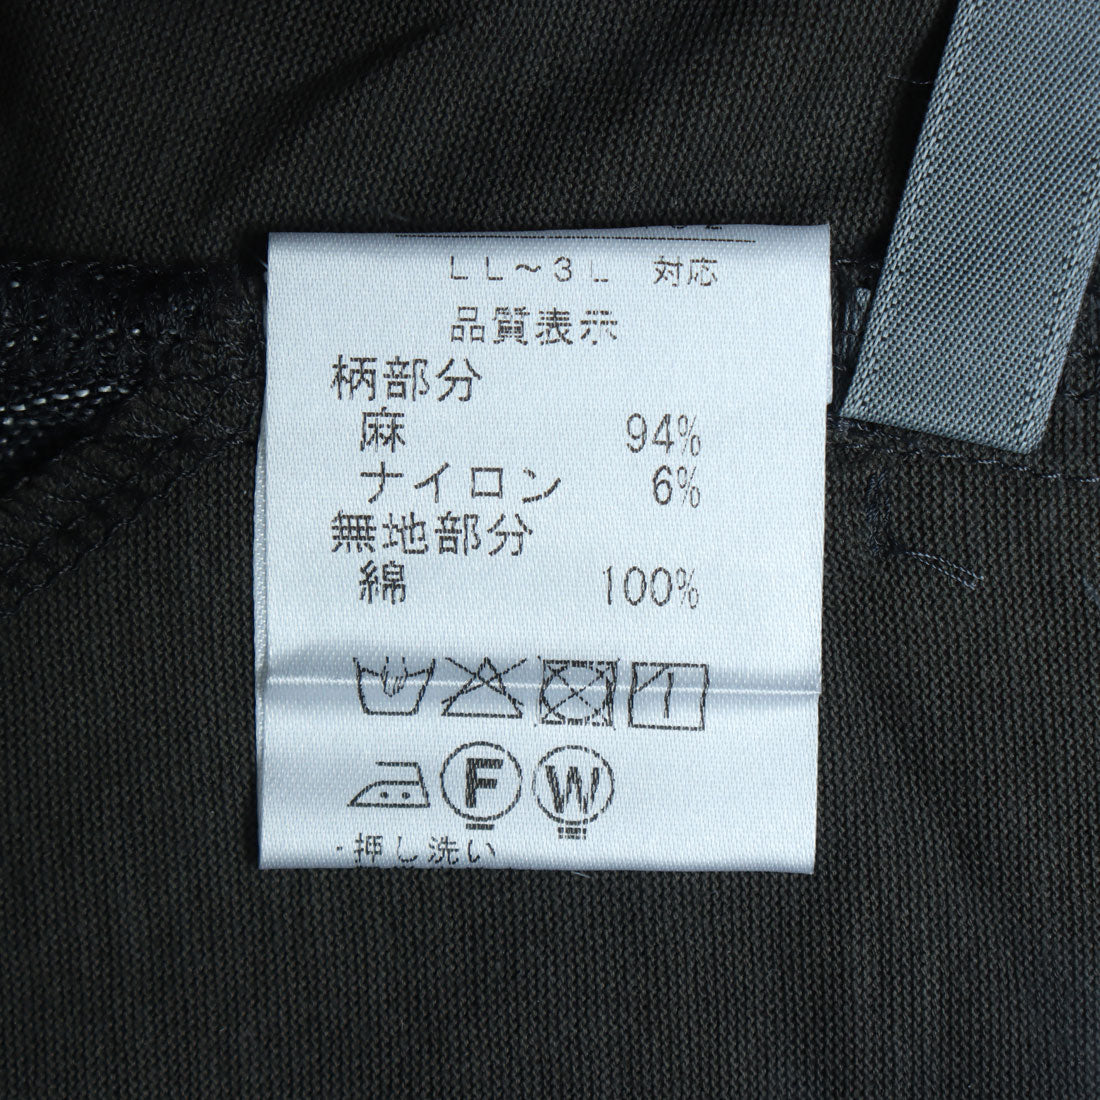 LL～3L 対応
品質表示
柄部分
麻 94%
ナイロン 6%
無地部分
綿 100%
F W
・押し洗い